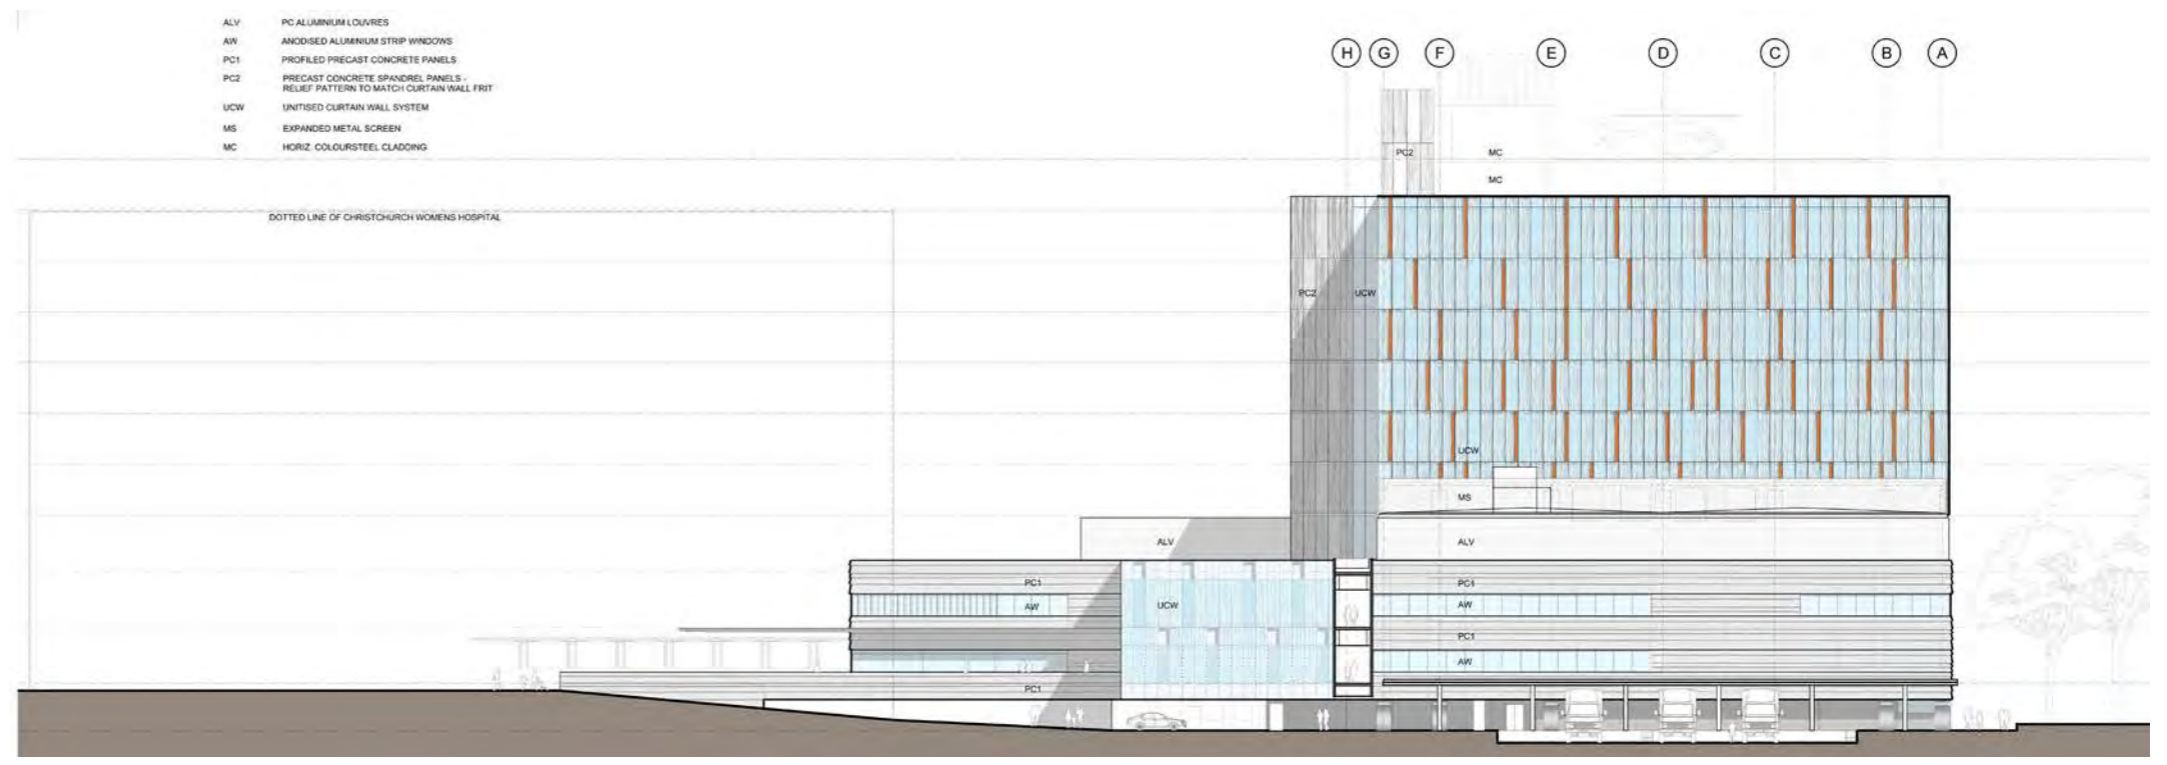 ALV PC ALUMINIUM LOUVRES
AW ANODISED ALUMINIUM STRIP WINDOWS
PC1 PROFILED PRECAST CONCRETE PANELS
PC2 PRECAST CONCRETE SPANDREL PANELS -
RELIEF PATTERN TO MATCH CURTAIN WALL FRIT
UCW UNITISED CURTAIN WALL SYSTEM
MS EXPANDED METAL SCREEN
MC HORIZ. COLOURSTEEL CLADDING
H G F E D C B A
PC2 MC
MC
DOTTED LINE OF CHRISTCHURCH WOMENS HOSPITAL
PC2 UCW
UCW
MS
ALV ALV
PC1 PC1
AW UCW AW
PC1
AW
PC1